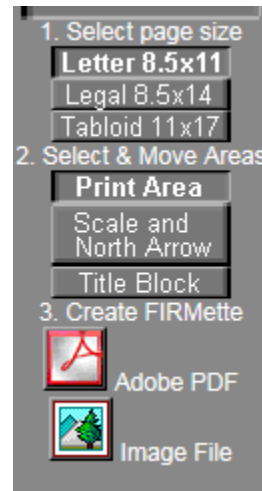 1. Select page size
Letter 8.5x11
Legal 8.5x14
Tabloid 11x17
2. Select & Move Areas
Print Area
Scale and
North Arrow
Title Block
3. Create FIRMette
Adobe PDF
Image File